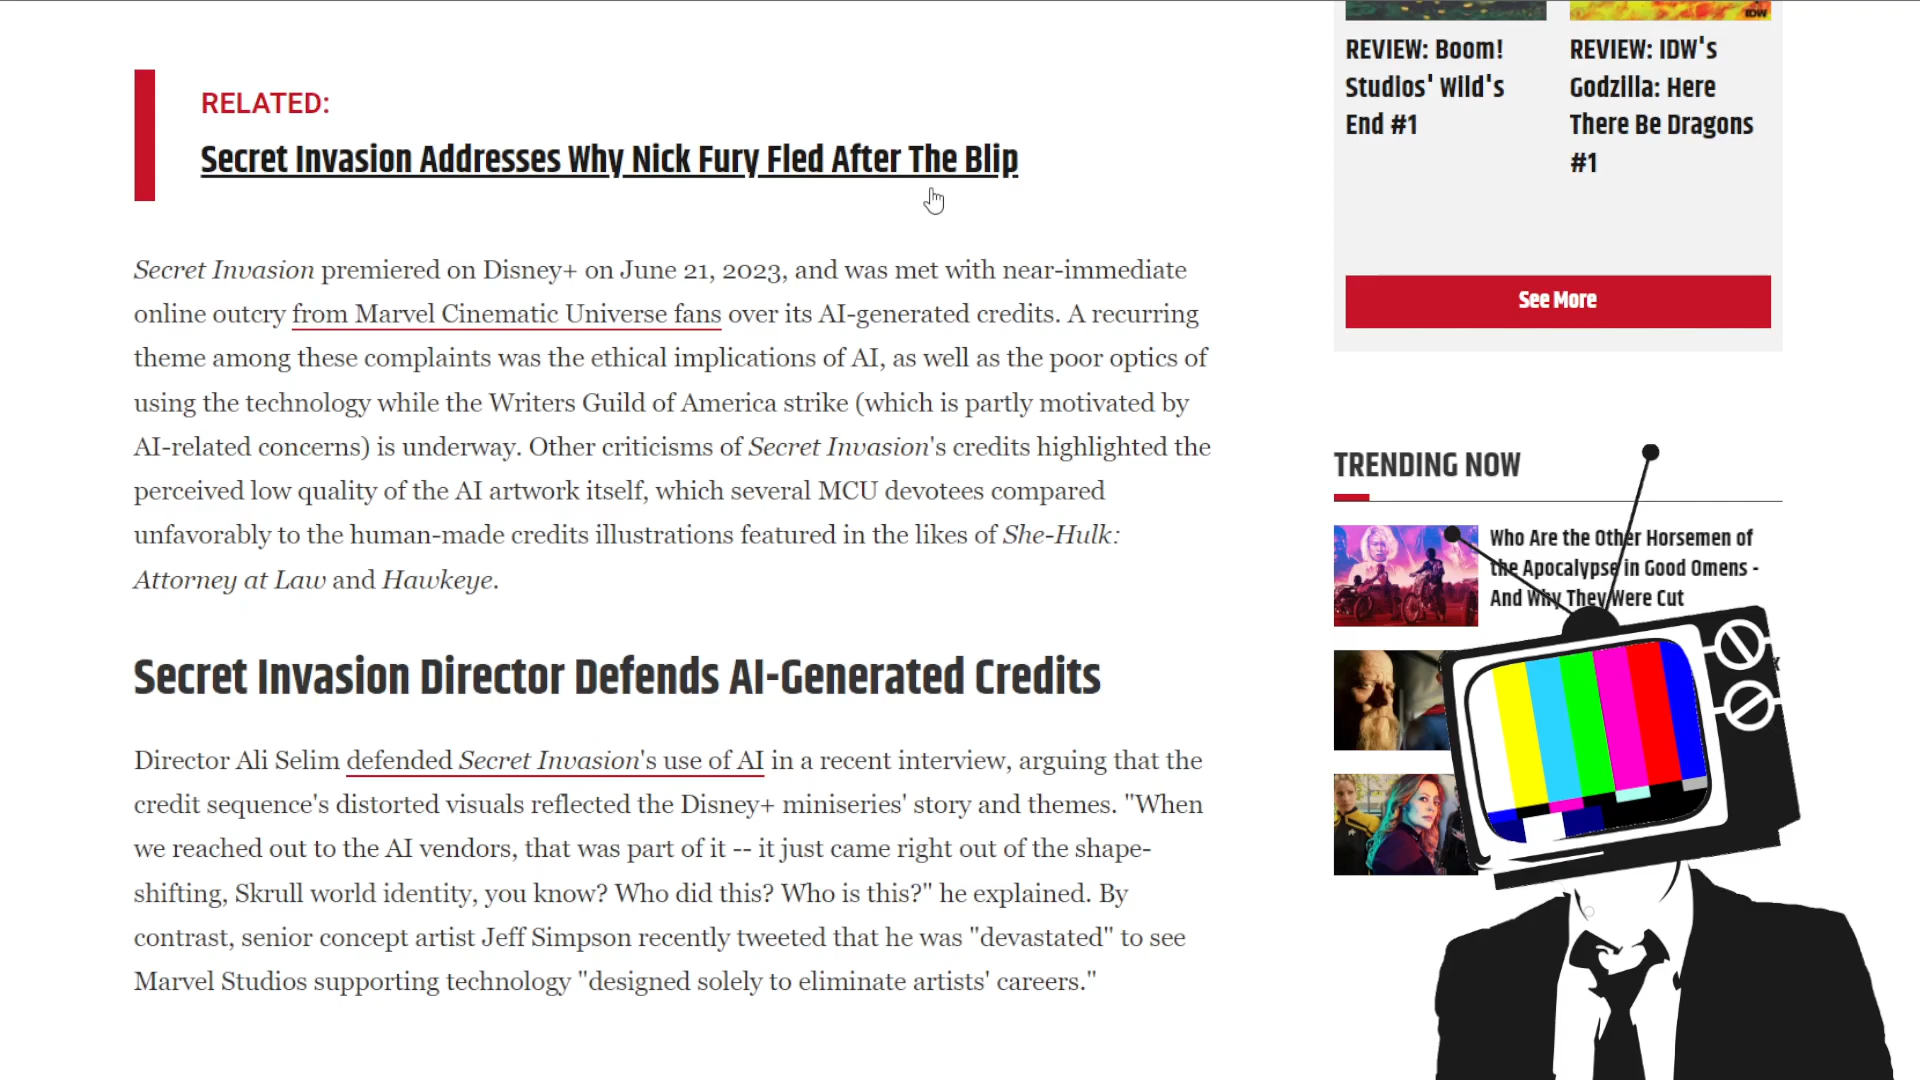 RELATED:
Secret Invasion Addresses Why Nick Fury Fled After The Blip
Secret Invasion premiered on Disney+ on June 21, 2023, and was met with near-immediate
online outcry from Marvel Cinematic Universe fans over its AI-generated credits. A recurring
theme among these complaints was the ethical implications of AI, as well as the poor optics of
using the technology while the Writers Guild of America strike (which is partly motivated by
AI-related concerns) is underway. Other criticisms of Secret Invasion's credits highlighted the
perceived low quality of the AI artwork itself, which several MCU devotees compared
unfavorably to the human-made credits illustrations featured in the likes of She-Hulk:
Attorney at Law and Hawkeye.
Secret Invasion Director Defends AI-Generated Credits
Director Ali Selim defended Secret Invasion's use of AI in a recent interview, arguing that the
credit sequence's distorted visuals reflected the Disney+ miniseries' story and themes. "When
we reached out to the AI vendors, that was part of it -- it just came right out of the shape-
shifting, Skrull world identity, you know? Who did this? Who is this?" he explained. By
contrast, senior concept artist Jeff Simpson recently tweeted that he was "devastated" to see
Marvel Studios supporting technology "designed solely to eliminate artists' careers."
IDW
REVIEW: Boom!
Studios' Wild's
End #1
REVIEW: IDW's
Godzilla: Here
There Be Dragons
#1
See More
TRENDING NOW
Who Are the Other Horsemen of
the Apocalypse in Good Omens -
And Why They Were Cut